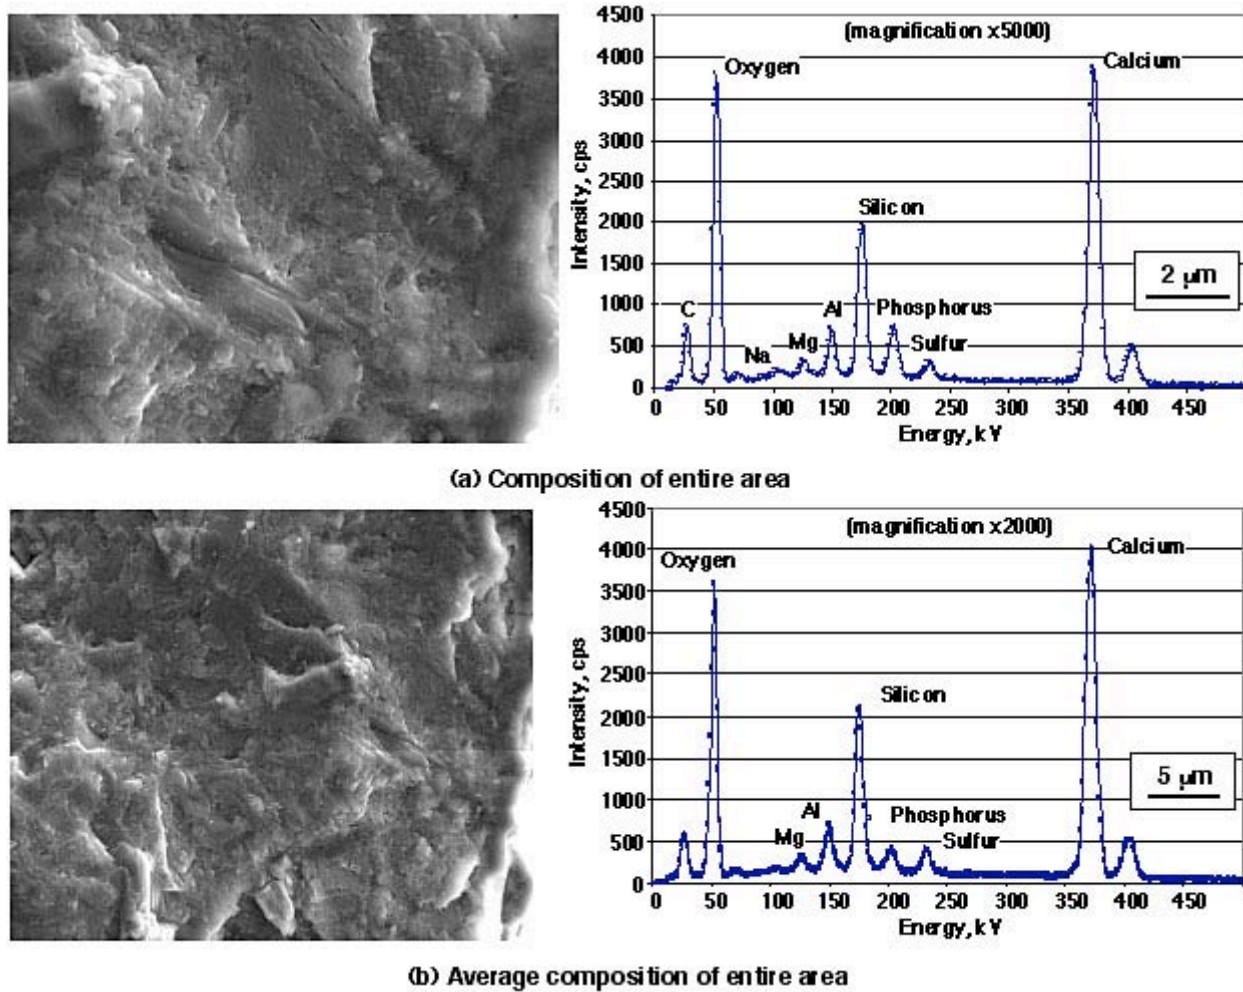 4500
(magnification x5000)
4000
Oxygen
Calcium
3500
3000
2500
Silicon
2000
1500
2 µm
1000
C
Al
Phosphorus
500
Na
Mg
Sulfur
0
Intensity, cps
0 50 100 150 200 250 300 350 400 450
Energy, kV
(a) Composition of entire area
4500
(magnification x2000)
4000
Oxygen
Calcium
3500
3000
2500
Silicon
2000
1500
5 µm
1000
Al
Phosphorus
500
Mg
Sulfur
0
Intensity, cps
0 50 100 150 200 250 300 350 400 450
Energy, kV
(b) Average composition of entire area